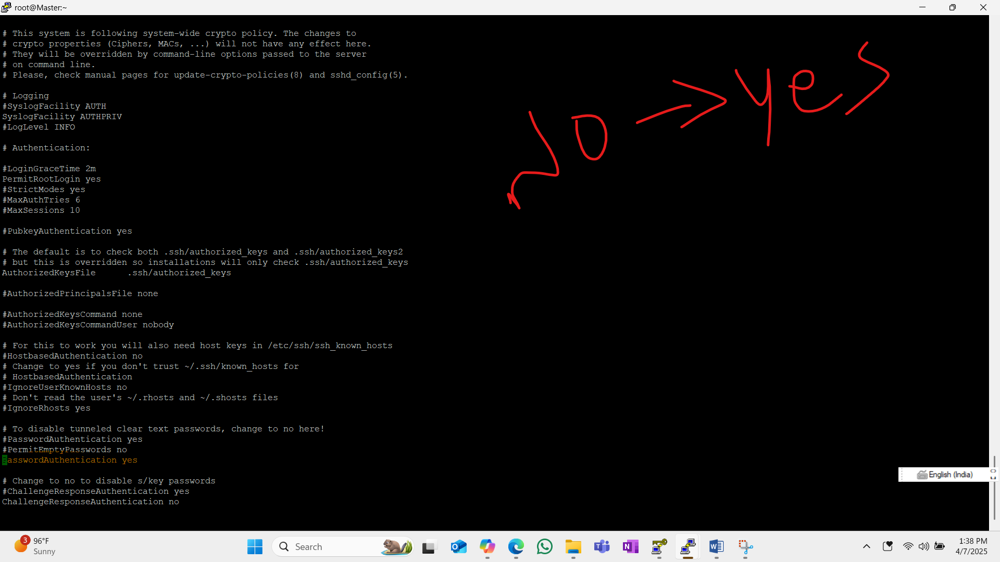 root@Master:~
# This system is following system-wide crypto policy. The changes to
# crypto properties (Ciphers, MACs, ...) will not have any effect here.
# They will be overridden by command-line options passed to the server
# on command line.
# Please, check manual pages for update-crypto-policies(8) and sshd_config(5).
# Logging
#SyslogFacility AUTH
SyslogFacility AUTHPRIV
#LogLevel INFO
# Authentication:
#LoginGraceTime 2m
PermitRootLogin yes
#StrictModes yes
#MaxAuthTries 6
#MaxSessions 10
#PubkeyAuthentication yes
# The default is to check both .ssh/authorized_keys and .ssh/authorized_keys2
# but this is overridden so installations will only check .ssh/authorized_keys
AuthorizedKeysFile      .ssh/authorized_keys
#AuthorizedPrincipalsFile none
#AuthorizedKeysCommand none
#AuthorizedKeysCommandUser nobody
# For this to work you will also need host keys in /etc/ssh/ssh_known_hosts
#HostbasedAuthentication no
# Change to yes if you don't trust ~/.ssh/known_hosts for
# HostbasedAuthentication
#IgnoreUserKnownHosts no
# Don't read the user's ~/.rhosts and ~/.shosts files
#IgnoreRhosts yes
# To disable tunneled clear text passwords, change to no here!
#PasswordAuthentication yes
#PermitEmptyPasswords no
PasswordAuthentication yes
# Change to no to disable s/key passwords
#ChallengeResponseAuthentication yes
ChallengeResponseAuthentication no
NO → yes
English (India)
3
96°F
Sunny
Search
1:38 PM
4/7/2025